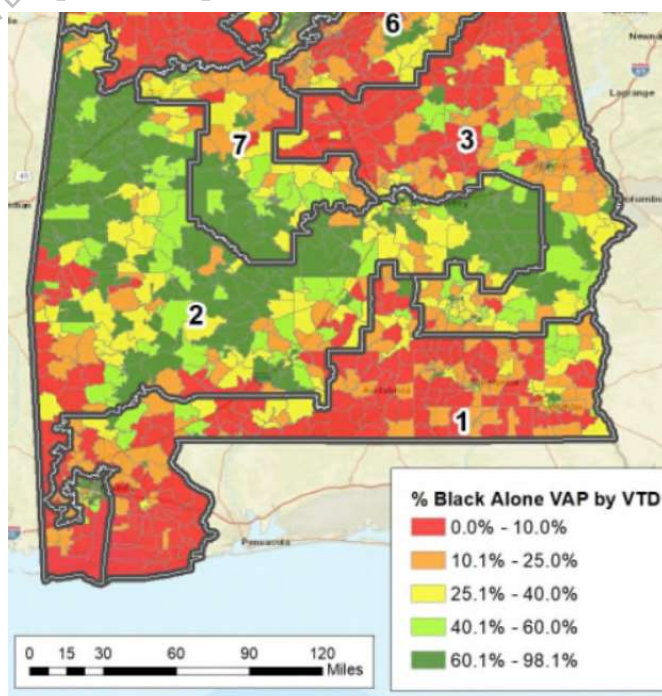 6
Lagrange
7
3
2
1
Pensacola
% Black Alone VAP by VTD
0.0% - 10.0%
10.1% - 25.0%
25.1% - 40.0%
40.1% - 60.0%
60.1% - 98.1%
0 15 30 60 90 120
Miles